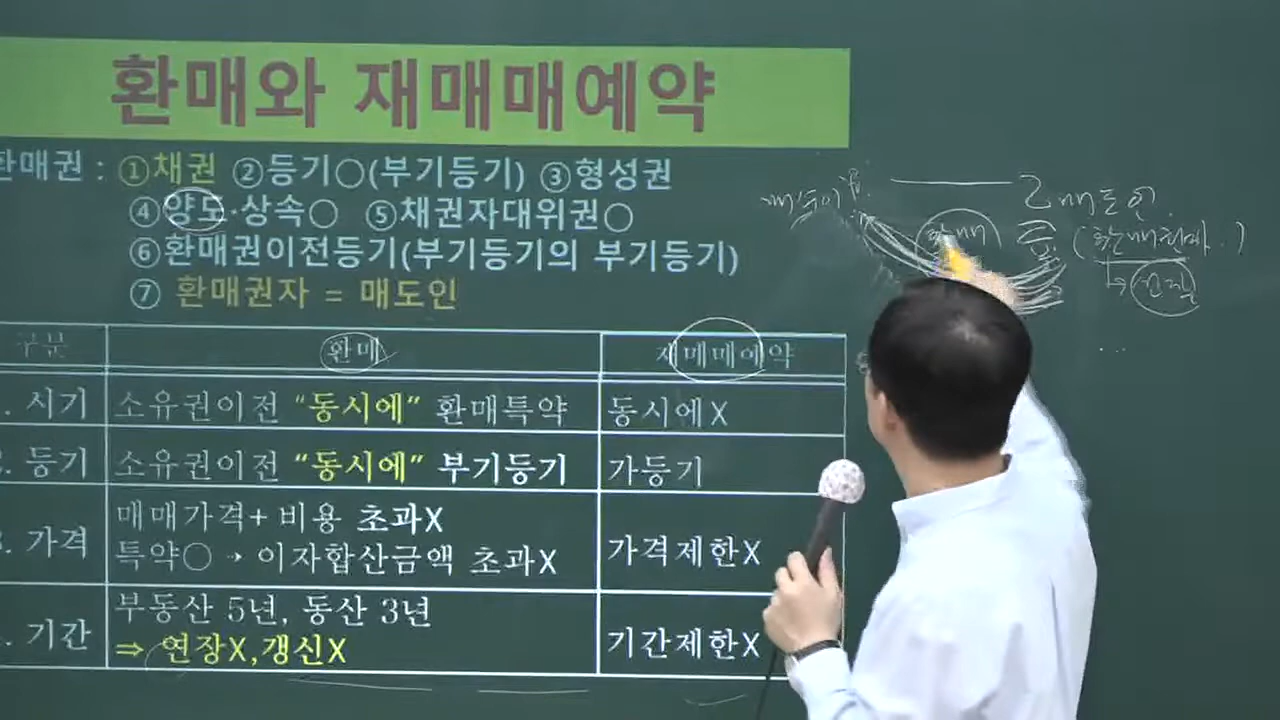 환매와 재매매예약
환매권 : ①채권 ②등기○(부기등기) ③형성권
④양도·상속○ ⑤채권자대위권○
⑥환매권이전등기(부기등기의 부기등기)
⑦ 환매권자 = 매도인
구분 환매 재매매예약
. 시기 소유권이전 “동시에” 환매특약 동시에X
. 등기 소유권이전 “동시에” 부기등기 가등기
. 가격 매매가격+ 비용 초과X
특약○ → 이자합산금액 초과X 가격제한X
. 기간 부동산 5년, 동산 3년
⇒ 연장X,갱신X 기간제한X
매도인
환매